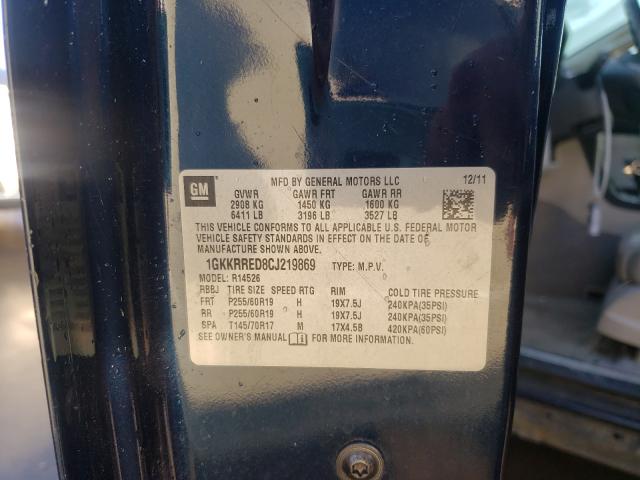 GM
MFD BY GENERAL MOTORS LLC 12/11
GVWR GAWR FRT GAWR RR
2908 KG 1450 KG 1600 KG
6411 LB 3196 LB 3527 LB
THIS VEHICLE CONFORMS TO ALL APPLICABLE U.S. FEDERAL MOTOR
VEHICLE SAFETY STANDARDS IN EFFECT ON THE DATE OF
MANUFACTURE SHOWN ABOVE.
1GKKRRED8CJ219869 TYPE: M.P.V.
MODEL: R14526
RBBJ TIRE SIZE SPEED RTG RIM COLD TIRE PRESSURE
FRT P255/60R19 H 19X7.5J 240KPA(35PSI)
RR P255/60R19 H 19X7.5J 240KPA(35PSI)
SPA T145/70R17 M 17X4.5B 420KPA(60PSI)
SEE OWNER'S MANUAL FOR MORE INFORMATION.